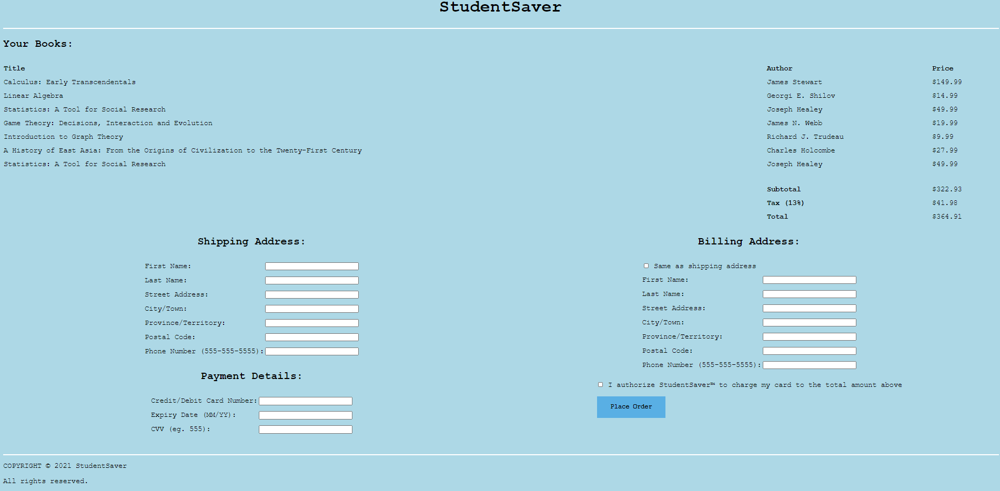 StudentSaver
Your Books:
Title Author Price
Calculus: Early Transcendentals James Stewart $149.99
Linear Algebra Georgi E. Shilov $14.99
Statistics: A Tool for Social Research Joseph Healey $49.99
Game Theory: Decisions, Interaction and Evolution James N. Webb $19.99
Introduction to Graph Theory Richard J. Trudeau $9.99
A History of East Asia: From the Origins of Civilization to the Twenty-First Century Charles Holcombe $27.99
Statistics: A Tool for Social Research Joseph Healey $49.99
Subtotal $322.93
Tax (13%) $41.98
Total $364.91
Shipping Address:
First Name:
Last Name:
Street Address:
City/Town:
Province/Territory:
Postal Code:
Phone Number (555-555-5555):
Payment Details:
Credit/Debit Card Number:
Expiry Date (MM/YY):
CVV (eg. 555):
Billing Address:
Same as shipping address
First Name:
Last Name:
Street Address:
City/Town:
Province/Territory:
Postal Code:
Phone Number (555-555-5555):
I authorize StudentSaver™ to charge my card to the total amount above
Place Order
COPYRIGHT © 2021 StudentSaver
All rights reserved.